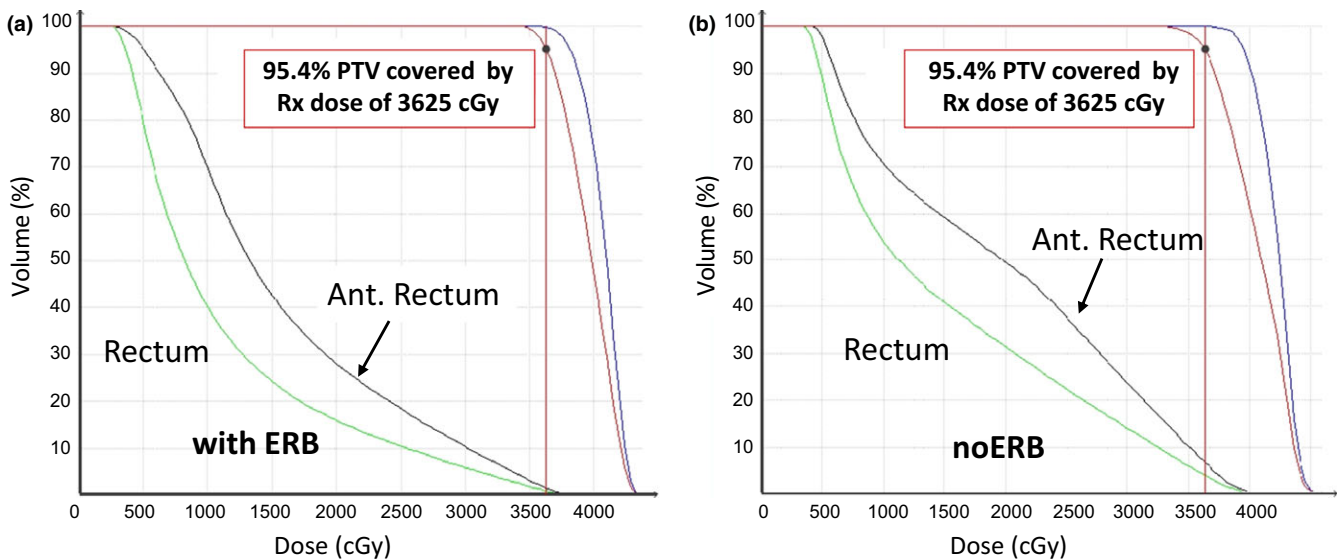 (a)
Volume (%)
100
90
80
70
60
50
40
30
20
10
95.4% PTV covered by
Rx dose of 3625 cGy
Ant. Rectum
Rectum
with ERB
0 500 1000 1500 2000 2500 3000 3500 4000
Dose (cGy)
(b)
Volume (%)
100
90
80
70
60
50
40
30
20
10
95.4% PTV covered by
Rx dose of 3625 cGy
Ant. Rectum
Rectum
noERB
0 500 1000 1500 2000 2500 3000 3500 4000
Dose (cGy)